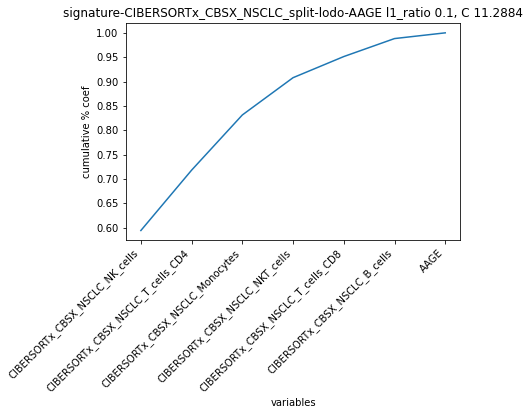 signature-CIBERSORTx_CBSX_NSCLC_split-lodo-AAGE l1_ratio 0.1, C 11.2884
1.00
0.95
0.90
0.85
0.80
0.75
0.70
0.65
0.60
cumulative % coef
CIBERSORTx_CBSX_NSCLC_NK_cells
CIBERSORTx_CBSX_NSCLC_T_cells_CD4
CIBERSORTx_CBSX_NSCLC_Monocytes
CIBERSORTx_CBSX_NSCLC_NKT_cells
CIBERSORTx_CBSX_NSCLC_T_cells_CD8
CIBERSORTx_CBSX_NSCLC_B_cells
AAGE
variables